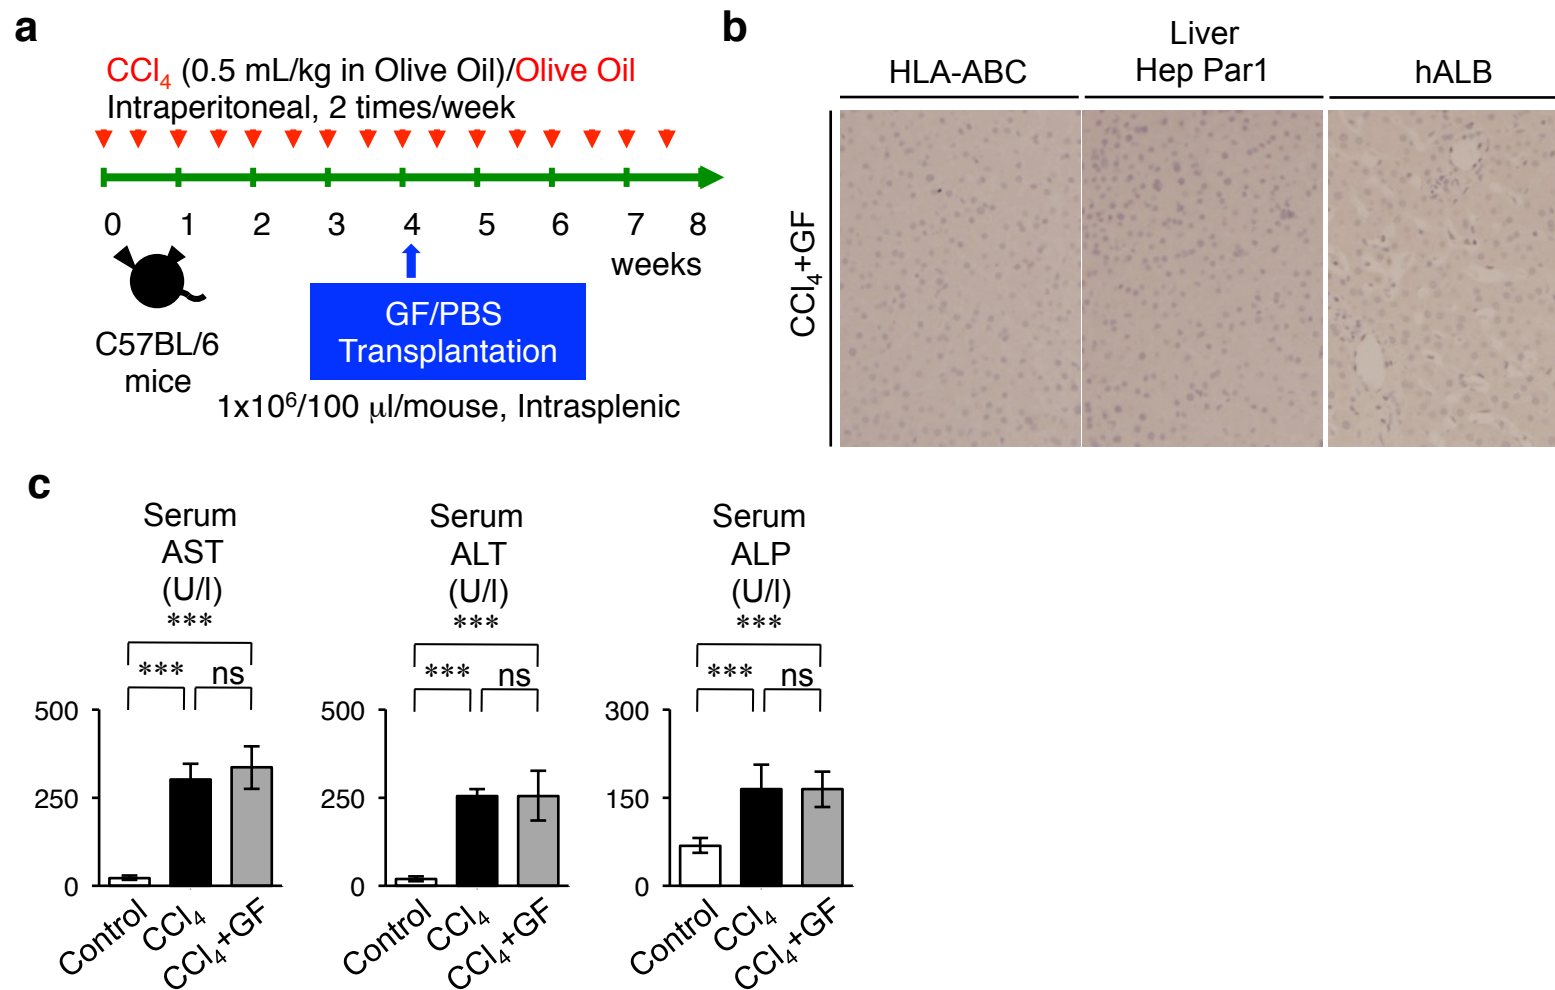 a
CCl4 (0.5 mL/kg in Olive Oil)/Olive Oil
Intraperitoneal, 2 times/week
0 1 2 3 4 5 6 7 8
weeks
C57BL/6
mice
GF/PBS
Transplantation
1x10⁶/100 μl/mouse, Intrasplenic
b
Liver
HLA-ABC Hep Par1 hALB
CCl4+GF
c
Serum
AST
(U/l)
***
*** ns
500
250
0
Control CCl4 CCl4+GF
Serum
ALT
(U/l)
***
*** ns
500
250
0
Control CCl4 CCl4+GF
Serum
ALP
(U/l)
***
*** ns
300
150
0
Control CCl4 CCl4+GF